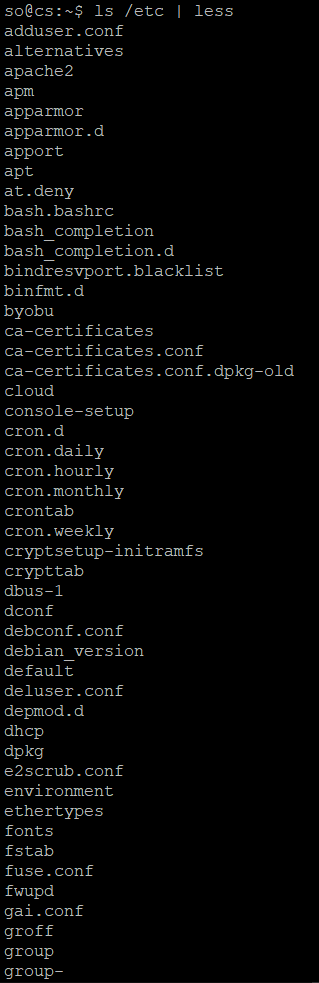 so@cs:~$ ls /etc | less
adduser.conf
alternatives
apache2
apm
apparmor
apparmor.d
apport
apt
at.deny
bash.bashrc
bash_completion
bash_completion.d
bindresvport.blacklist
binfmt.d
byobu
ca-certificates
ca-certificates.conf
ca-certificates.conf.dpkg-old
cloud
console-setup
cron.d
cron.daily
cron.hourly
cron.monthly
crontab
cron.weekly
cryptsetup-initramfs
crypttab
dbus-1
dconf
debconf.conf
debian_version
default
deluser.conf
depmod.d
dhcp
dpkg
e2scrub.conf
environment
ethertypes
fonts
fstab
fuse.conf
fwupd
gai.conf
groff
group
group-